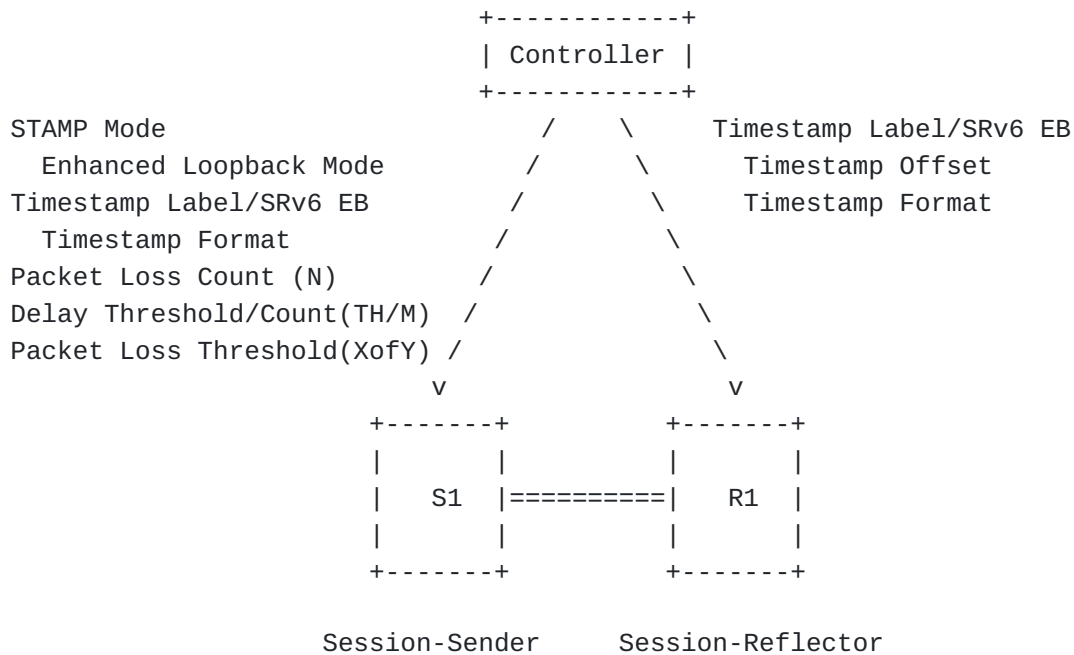 +------------+
                              | Controller |
                              +------------+
STAMP Mode                        /    \     Timestamp Label/SRv6 EB
  Enhanced Loopback Mode         /      \      Timestamp Offset
Timestamp Label/SRv6 EB         /        \     Timestamp Format
  Timestamp Format             /          \
Packet Loss Count (N)         /            \
Delay Threshold/Count(TH/M)  /              \
Packet Loss Threshold(XofY) /                \
                           v                  v
                       +-------+          +-------+
                       |       |          |       |
                       |   S1  |==========|   R1  |
                       |       |          |       |
                       +-------+          +-------+
                    Session-Sender     Session-Reflector